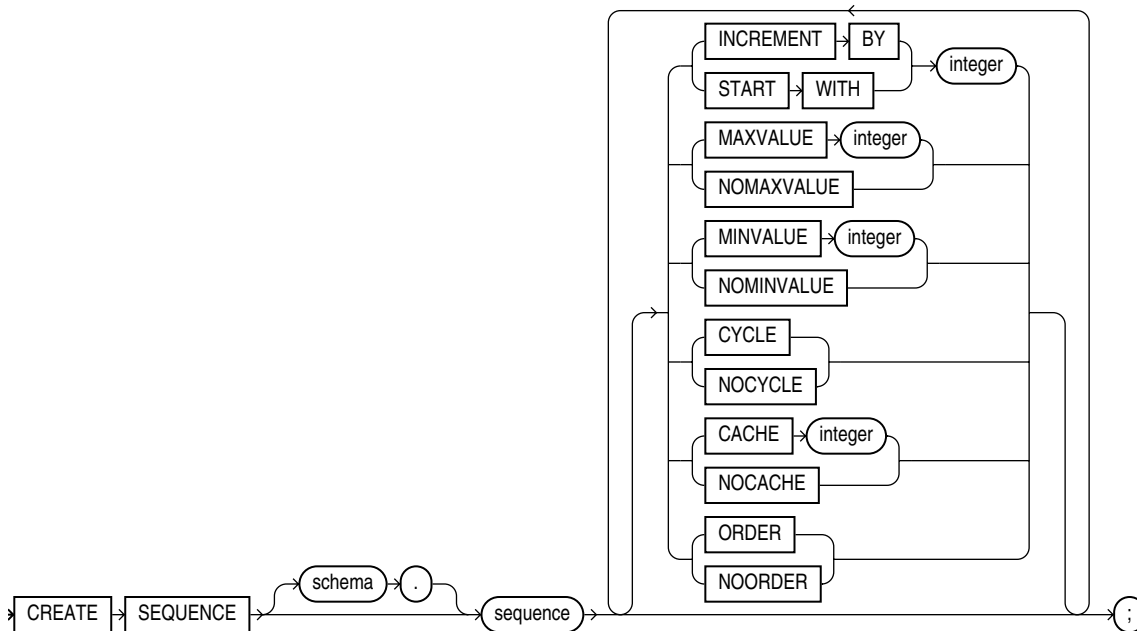 INCREMENT BY
integer
START WITH
MAXVALUE integer
NOMAXVALUE
MINVALUE integer
NOMINVALUE
CYCLE
NOCYCLE
CACHE integer
NOCACHE
ORDER
NOORDER
schema .
CREATE SEQUENCE sequence ;